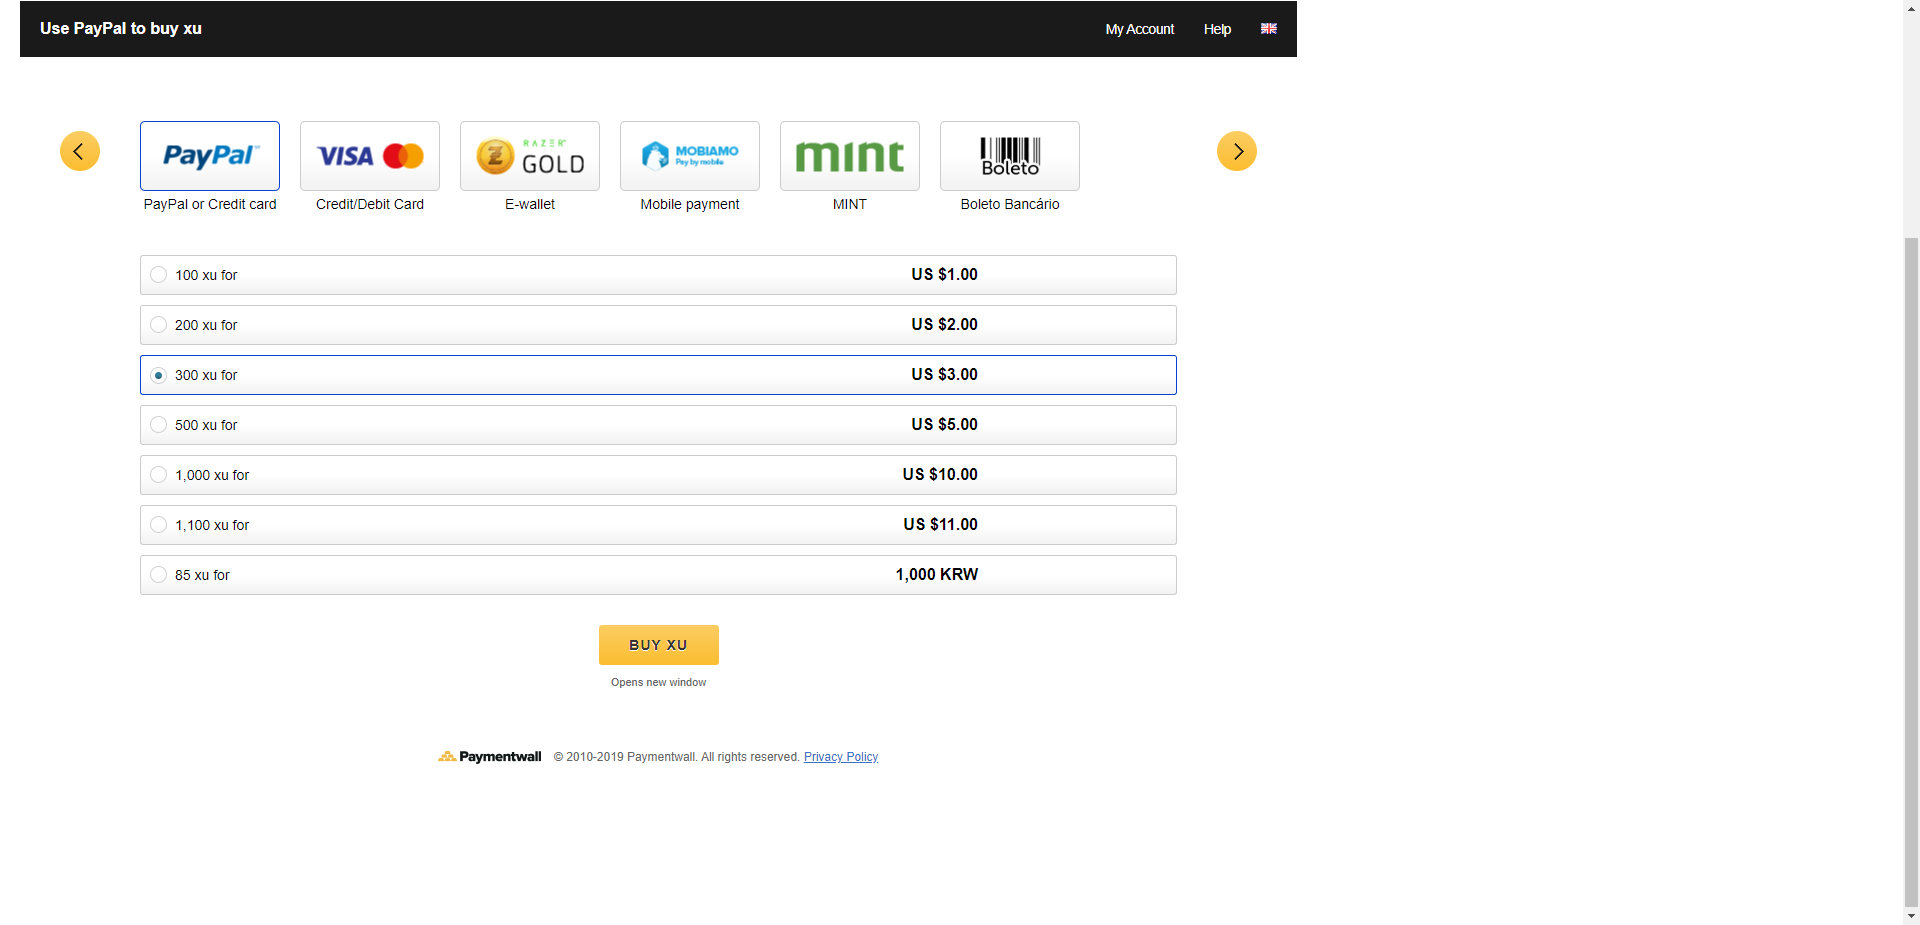 Use PayPal to buy xu
My Account Help
PayPal™
VISA
RAZER
GOLD
MOBIAMO
Pay by mobile
mint
Boleto
PayPal or Credit card
Credit/Debit Card
E-wallet
Mobile payment
MINT
Boleto Bancário
100 xu for US $1.00
200 xu for US $2.00
300 xu for US $3.00
500 xu for US $5.00
1,000 xu for US $10.00
1,100 xu for US $11.00
85 xu for 1,000 KRW
BUY XU
Opens new window
Paymentwall © 2010-2019 Paymentwall. All rights reserved. Privacy Policy